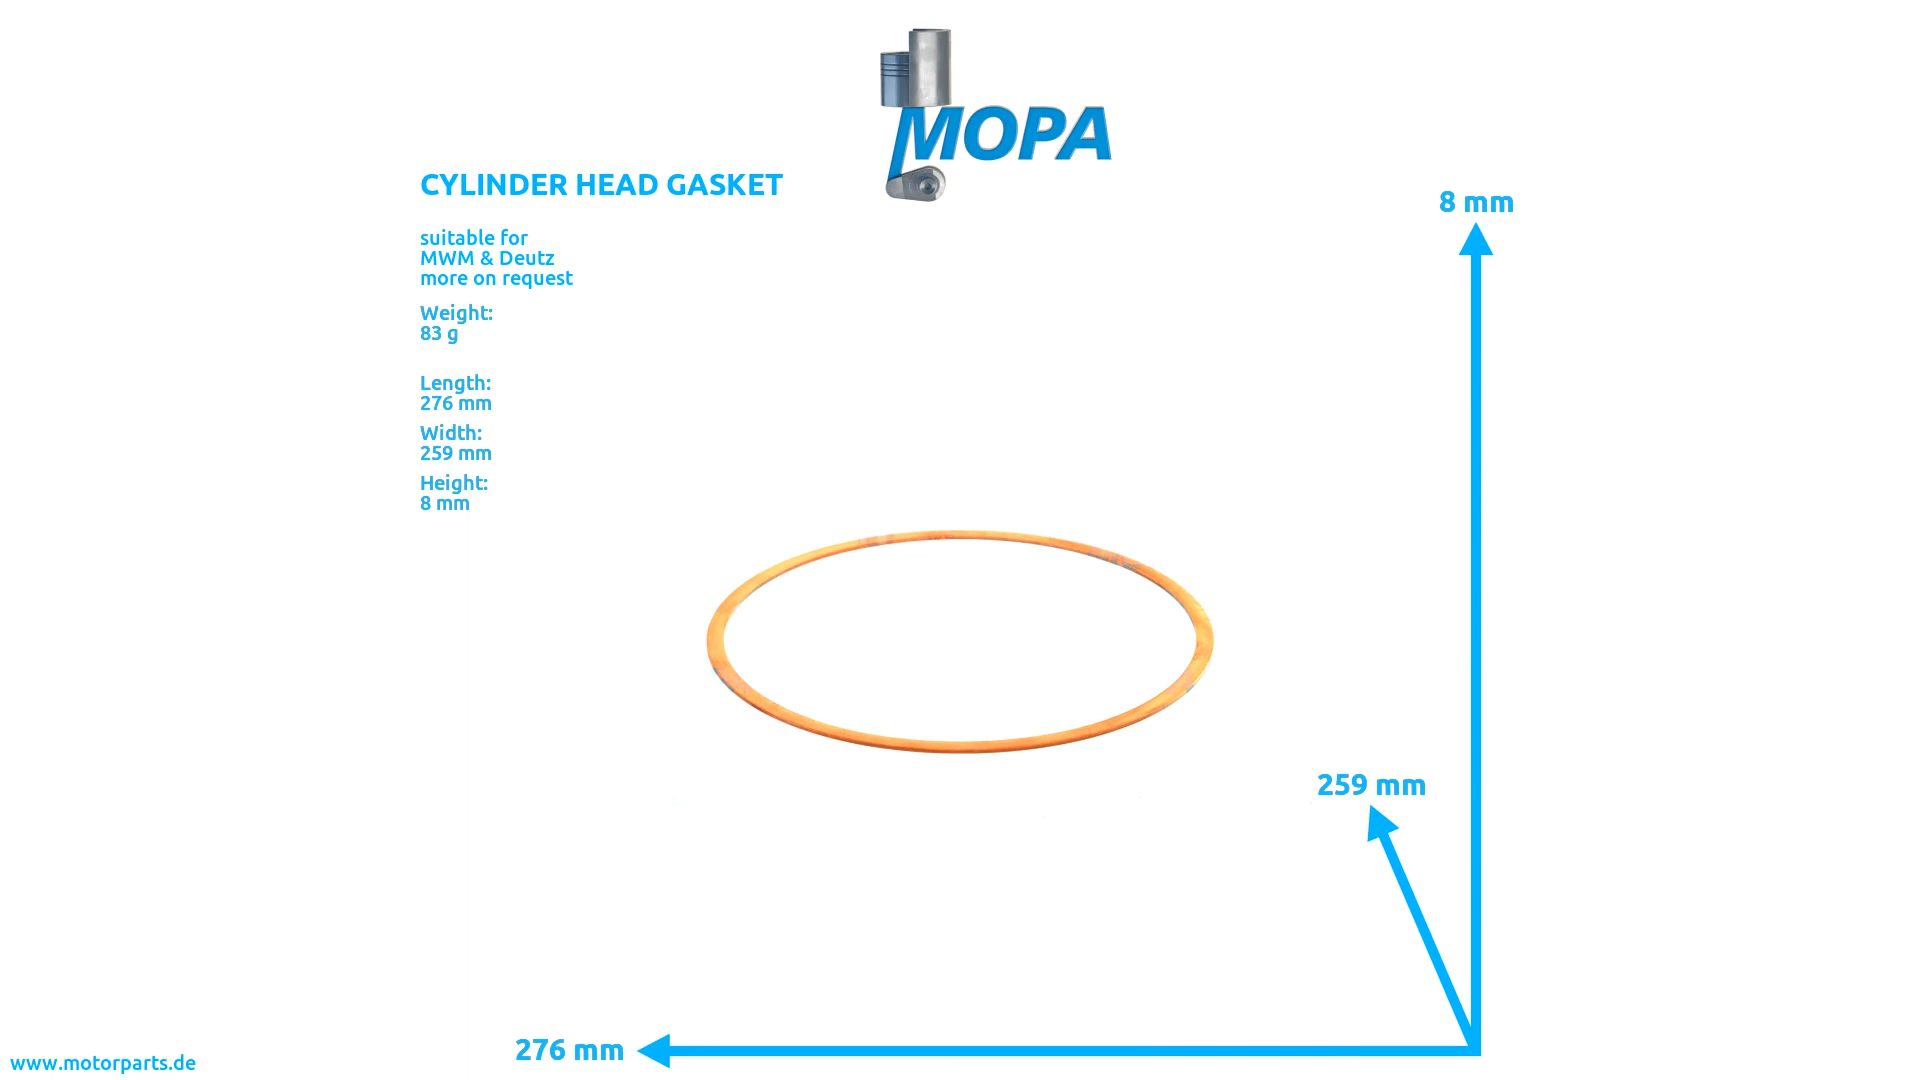 MOPA
CYLINDER HEAD GASKET
suitable for
MWM & Deutz
more on request
Weight:
83 g
Length:
276 mm
Width:
259 mm
Height:
8 mm
8 mm
259 mm
276 mm
www.motorparts.de